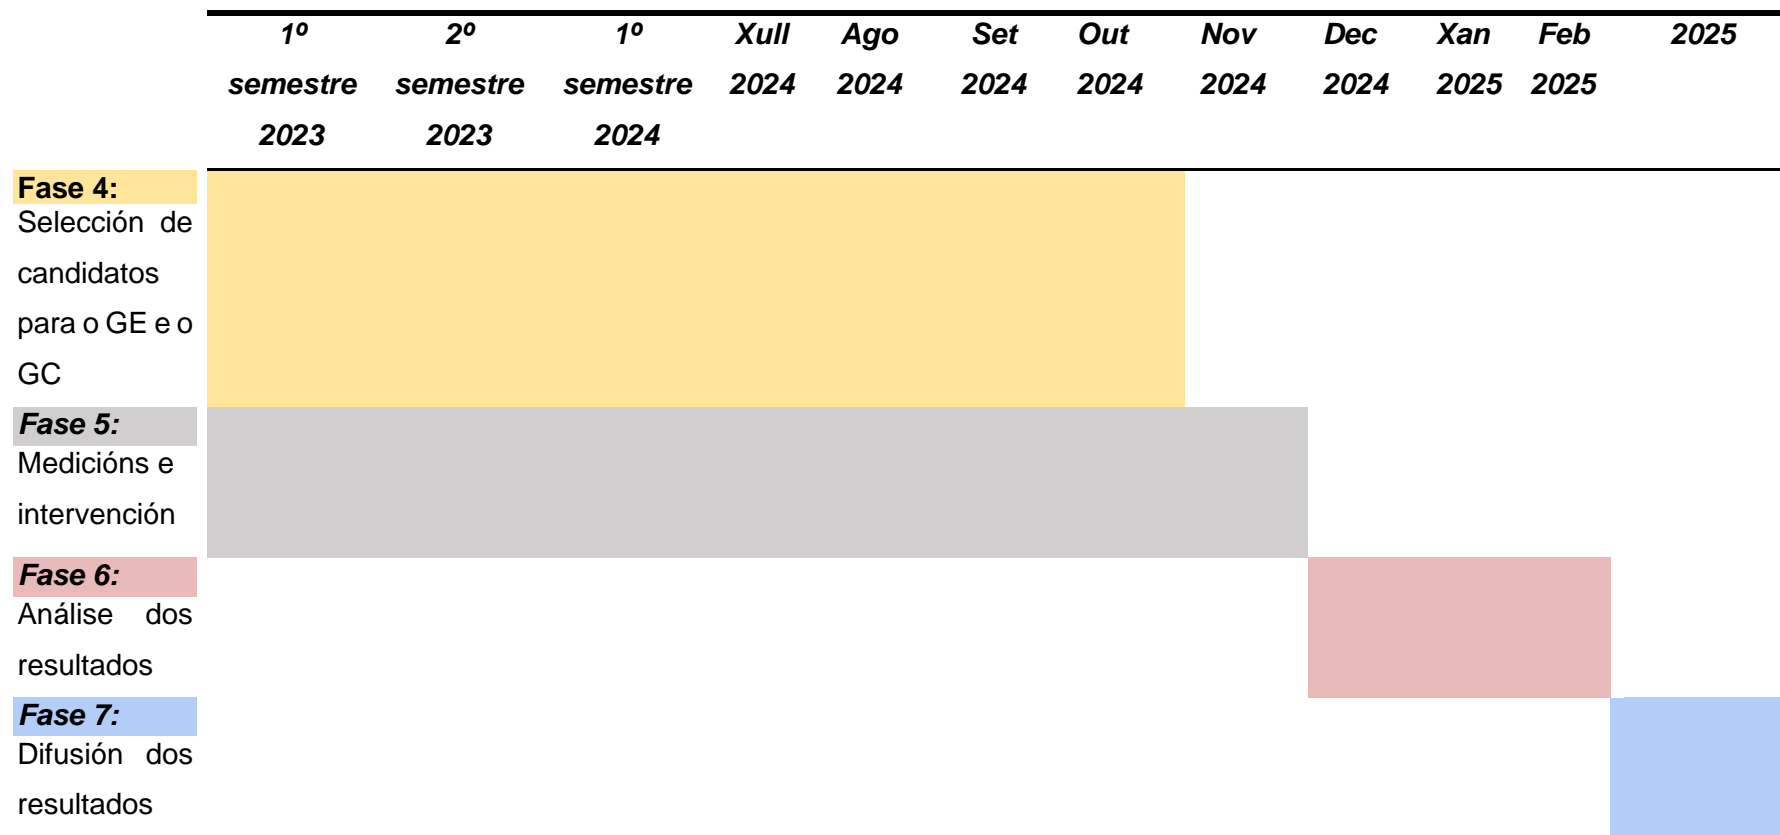 1º 2º 1º Xull Ago Set Out Nov Dec Xan Feb 2025
semestre semestre semestre 2024 2024 2024 2024 2024 2024 2025 2025
2023 2023 2024
Fase 4:
Selección de
candidatos
para o GE e o
GC
Fase 5:
Medicións e
intervención
Fase 6:
Análise dos
resultados
Fase 7:
Difusión dos
resultados